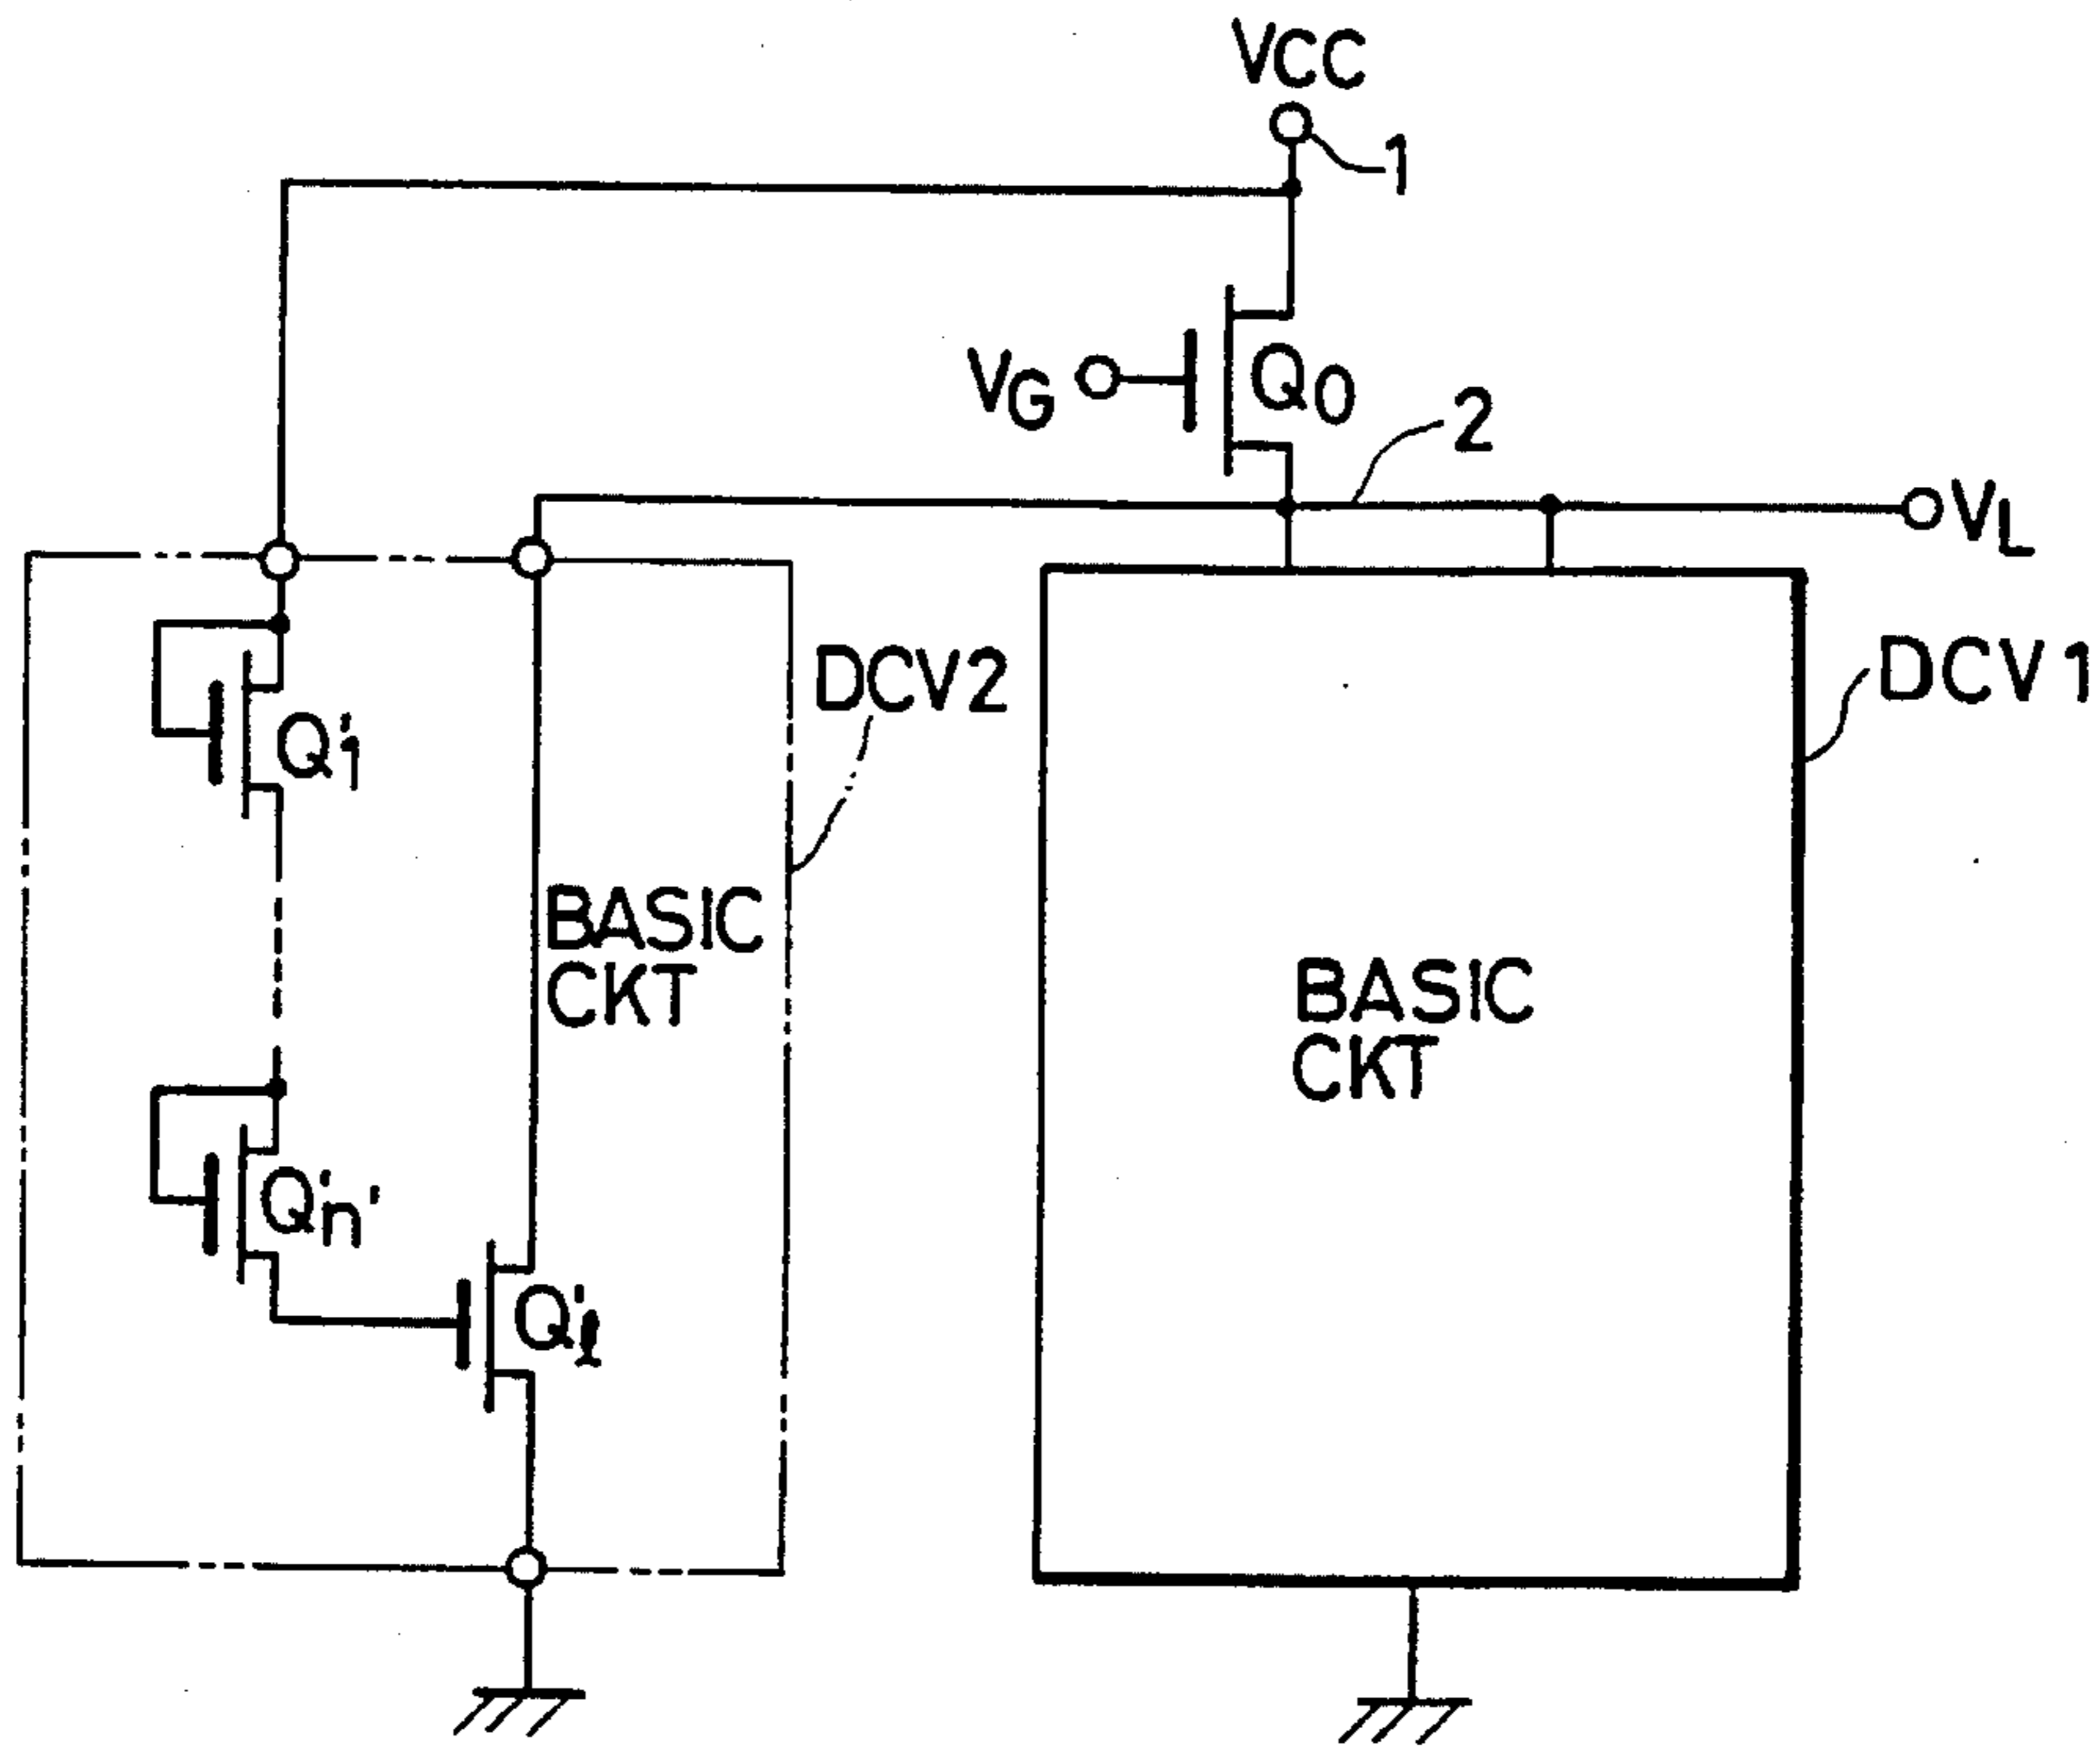 VCC
1
VG
Q0
2
VL
DCV2
DCV1
Q'1
BASIC
CKT
BASIC
CKT
Q'n'
Q'ℓ